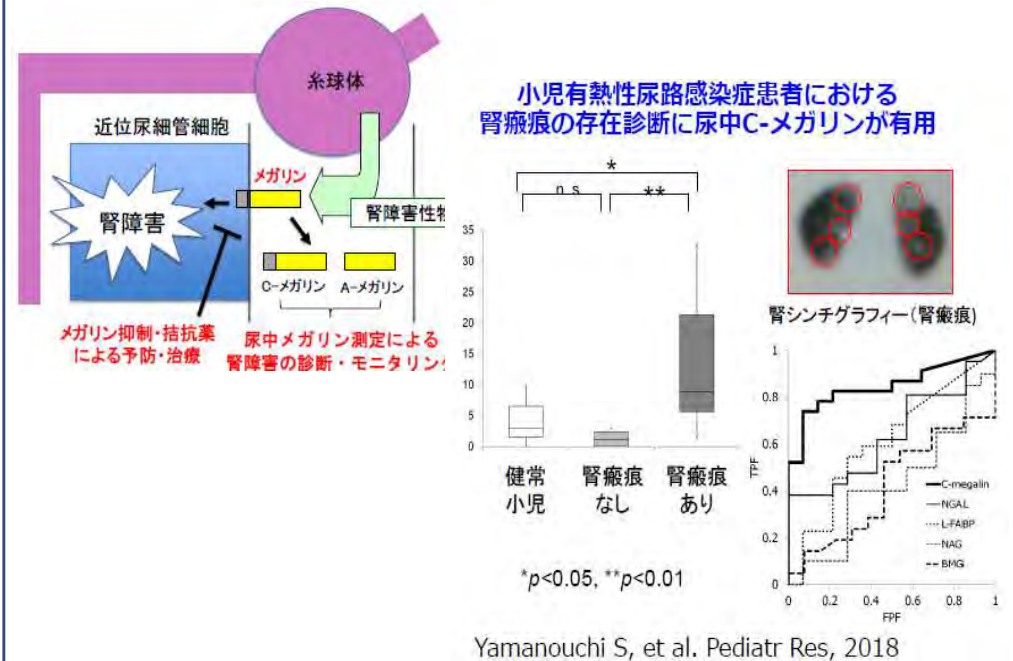 糸球体
近位尿細管細胞
メガリン
腎障害
腎障害性物
C-メガリン
A-メガリン
メガリン抑制・拮抗薬
による予防・治療
尿中メガリン測定による
腎障害の診断・モニタリング
小児有熱性尿路感染症患者における
腎瘢痕の存在診断に尿中C-メガリンが有用
*
n s
**
35
30
25
20
15
10
5
0
健常
小児
腎瘢痕
なし
腎瘢痕
あり
*p<0.05, **p<0.01
腎シンチグラフィー(腎瘢痕)
1
0.8
0.6
0.4
0.2
0
TPF
C-megalin
NGAL
L-FABP
NAG
BMG
0
0.2
0.4
0.6
0.8
1
FPF
Yamanouchi S, et al. Pediatr Res, 2018